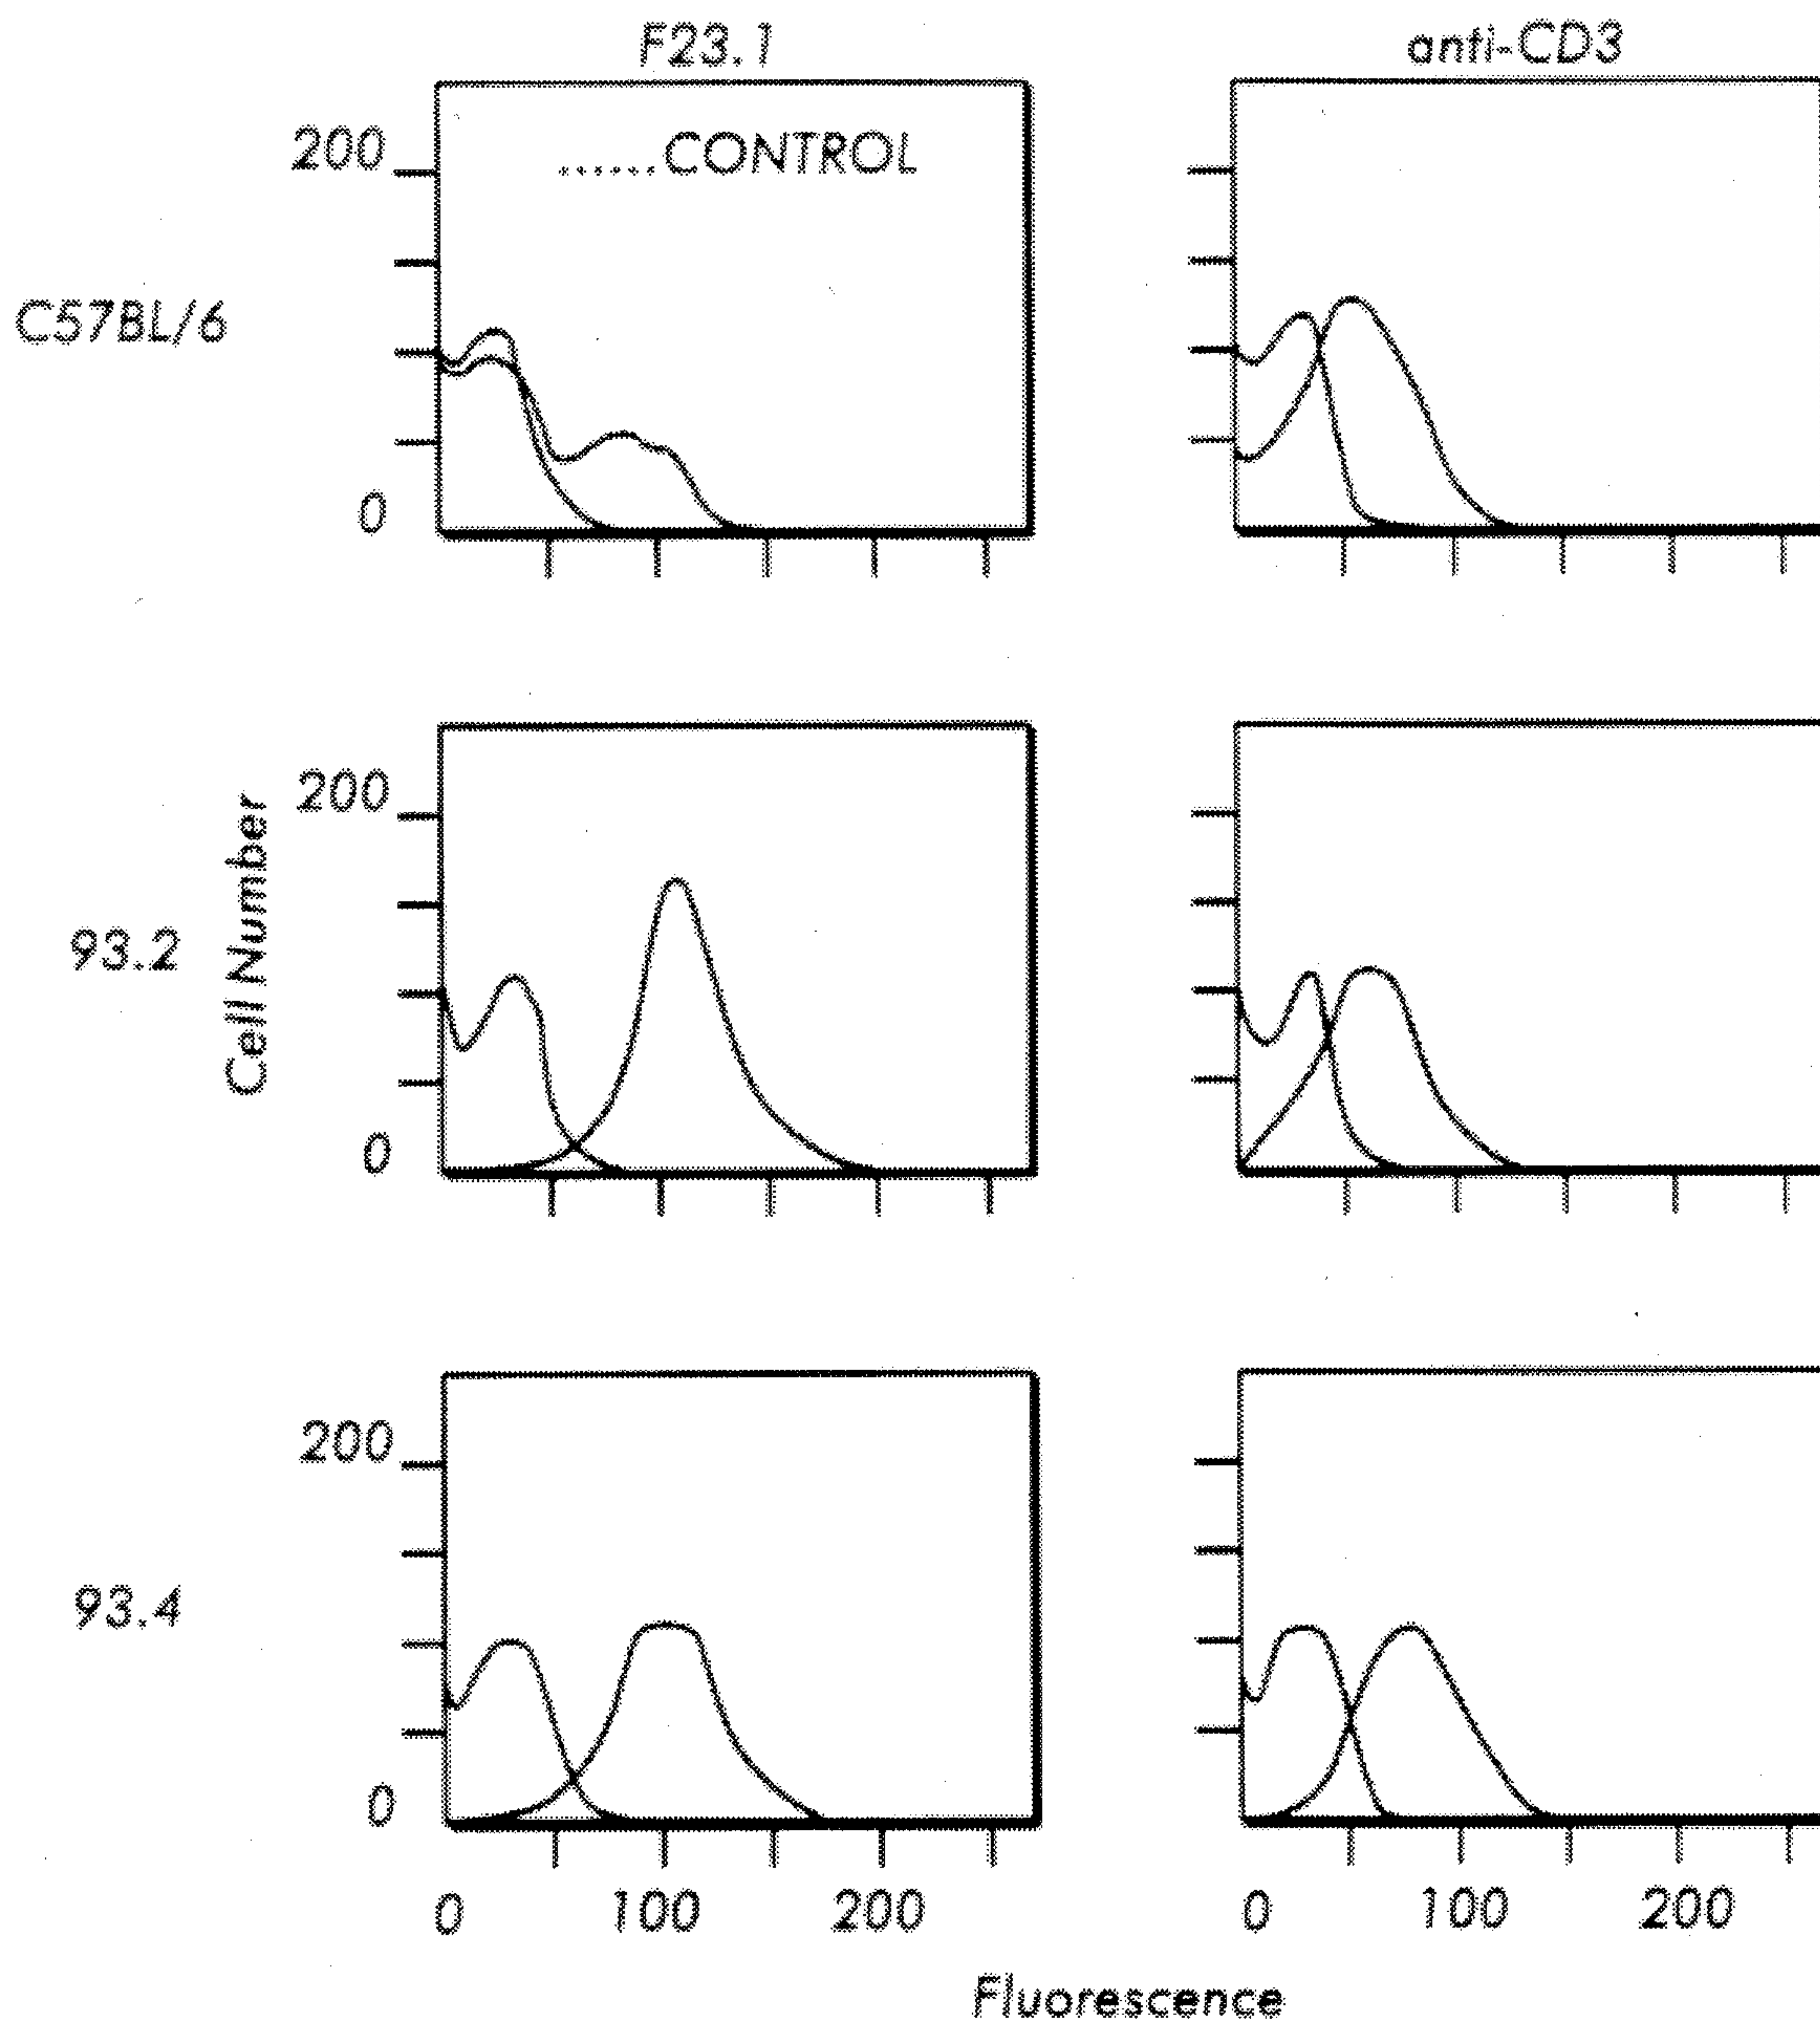 F23.1
anti-CD3
200
......CONTROL
C57BL/6
0
200
Cell Number
93.2
0
200
93.4
0
0 100 200
0 100 200
Fluorescence